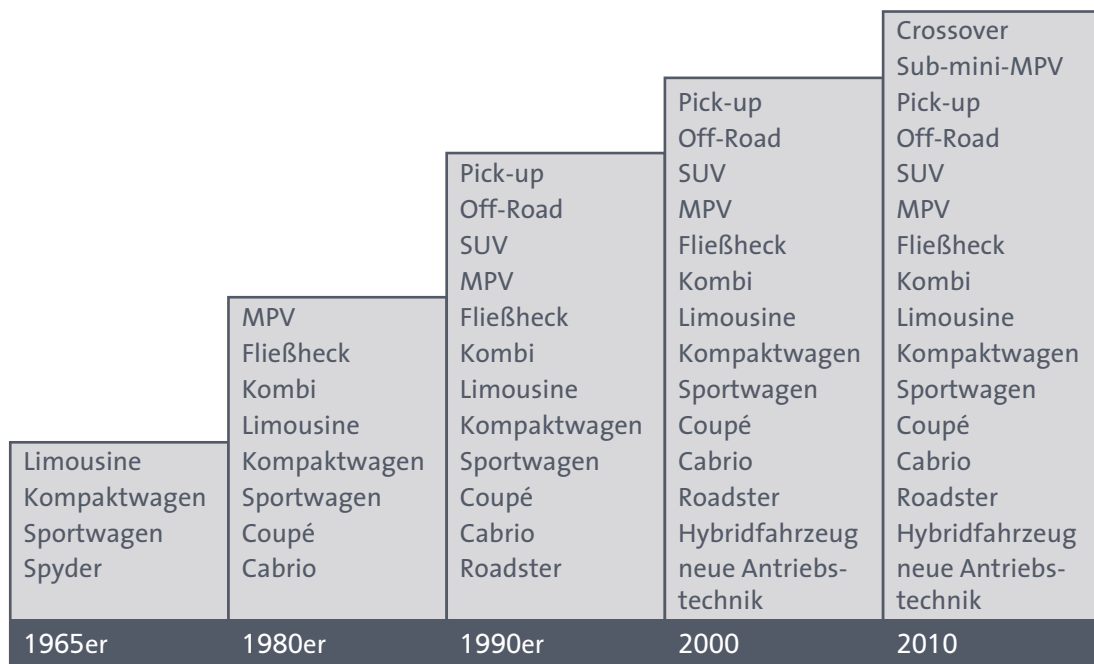 Limousine
Kompaktwagen
Sportwagen
Spyder
1965er
MPV
Fließheck
Kombi
Limousine
Kompaktwagen
Sportwagen
Coupé
Cabrio
1980er
Pick-up
Off-Road
SUV
MPV
Fließheck
Kombi
Limousine
Kompaktwagen
Sportwagen
Coupé
Cabrio
Roadster
1990er
Pick-up
Off-Road
SUV
MPV
Fließheck
Kombi
Limousine
Kompaktwagen
Sportwagen
Coupé
Cabrio
Roadster
Hybridfahrzeug
neue Antriebs-
technik
2000
Crossover
Sub-mini-MPV
Pick-up
Off-Road
SUV
MPV
Fließheck
Kombi
Limousine
Kompaktwagen
Sportwagen
Coupé
Cabrio
Roadster
Hybridfahrzeug
neue Antriebs-
technik
2010